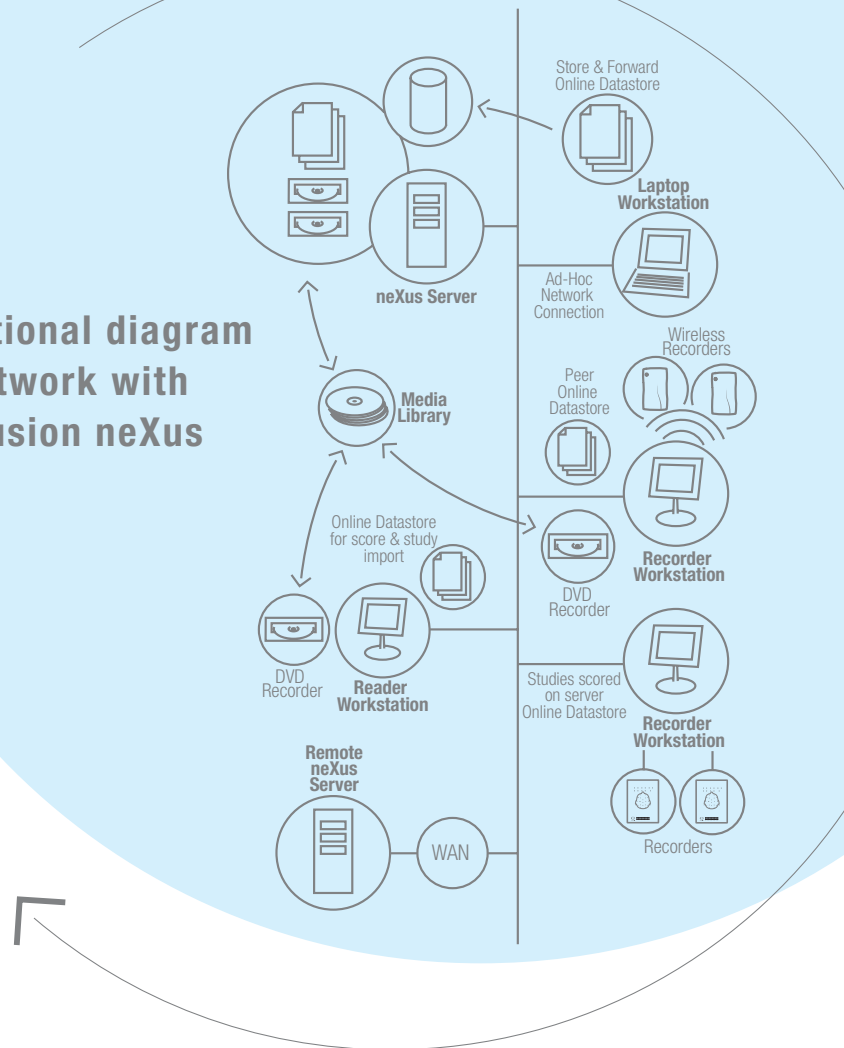 Store & Forward
Online Datastore
Laptop
Workstation
neXus Server
Ad-Hoc
Network
Connection
tional diagram
twork with
usion neXus
Wireless
Recorders
Peer
Online
Datastore
Media
Library
Online Datastore
for score & study
import
Recorder
Workstation
DVD
Recorder
DVD
Recorder
Reader
Workstation
Studies scored
on server
Online Datastore
Recorder
Workstation
Remote
neXus
Server
WAN
Recorders